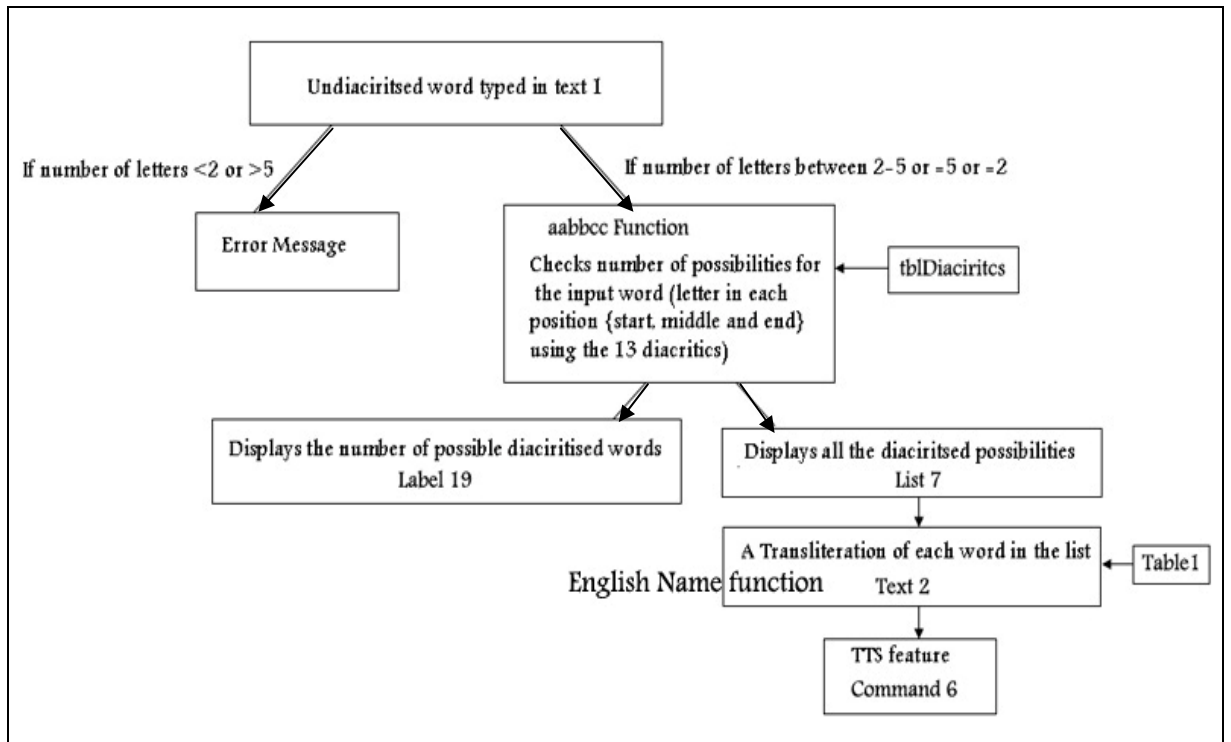 Undiaciritsed word typed in text 1
If number of letters <2 or >5
If number of letters between 2-5 or =5 or =2
Error Message
aabbcc Function
Checks number of possibilities for
the input word (letter in each
position {start, middle and end}
using the 13 diacritics)
tblDiaciritcs
Displays the number of possible diaciritised words
Label 19
Displays all the diaciritsed possibilities
List 7
A Transliteration of each word in the list
Text 2
English Name function
Table1
TTS feature
Command 6